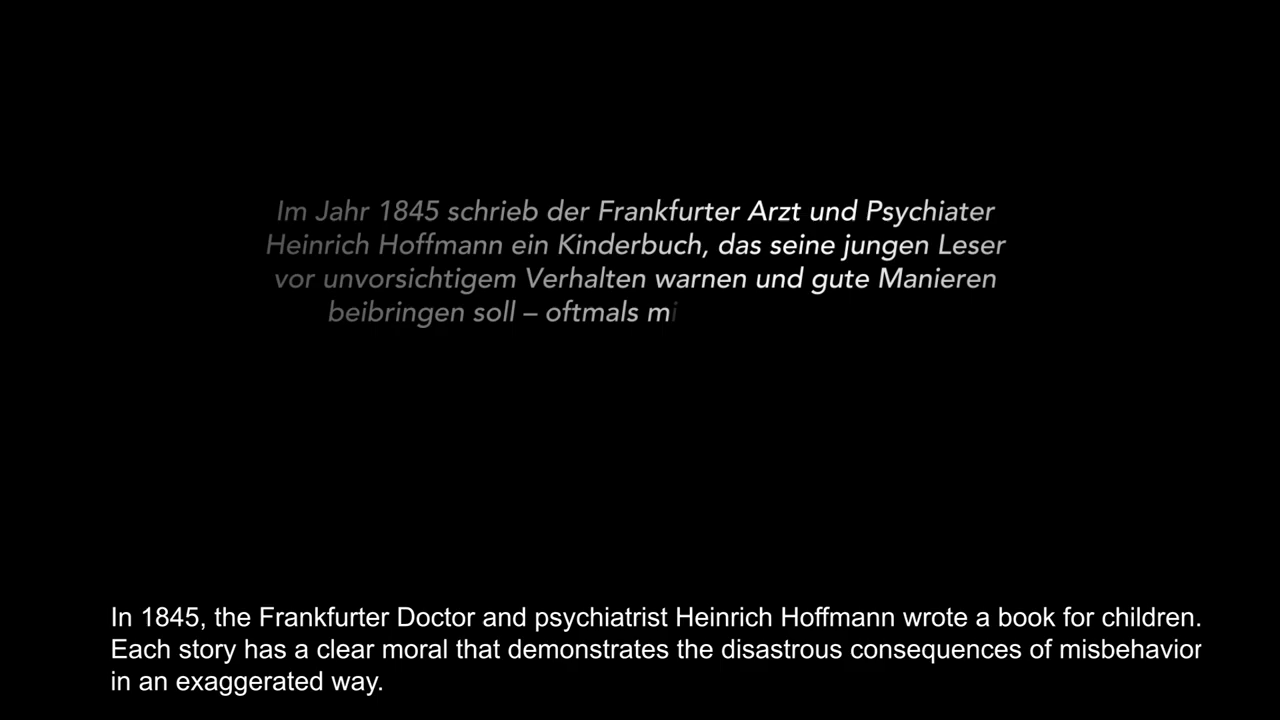 Im Jahr 1845 schrieb der Frankfurter Arzt und Psychiater
Heinrich Hoffmann ein Kinderbuch, das seine jungen Leser
vor unvorsichtigem Verhalten warnen und gute Manieren
beibringen soll – oftmals mi
In 1845, the Frankfurter Doctor and psychiatrist Heinrich Hoffmann wrote a book for children.
Each story has a clear moral that demonstrates the disastrous consequences of misbehavior
in an exaggerated way.